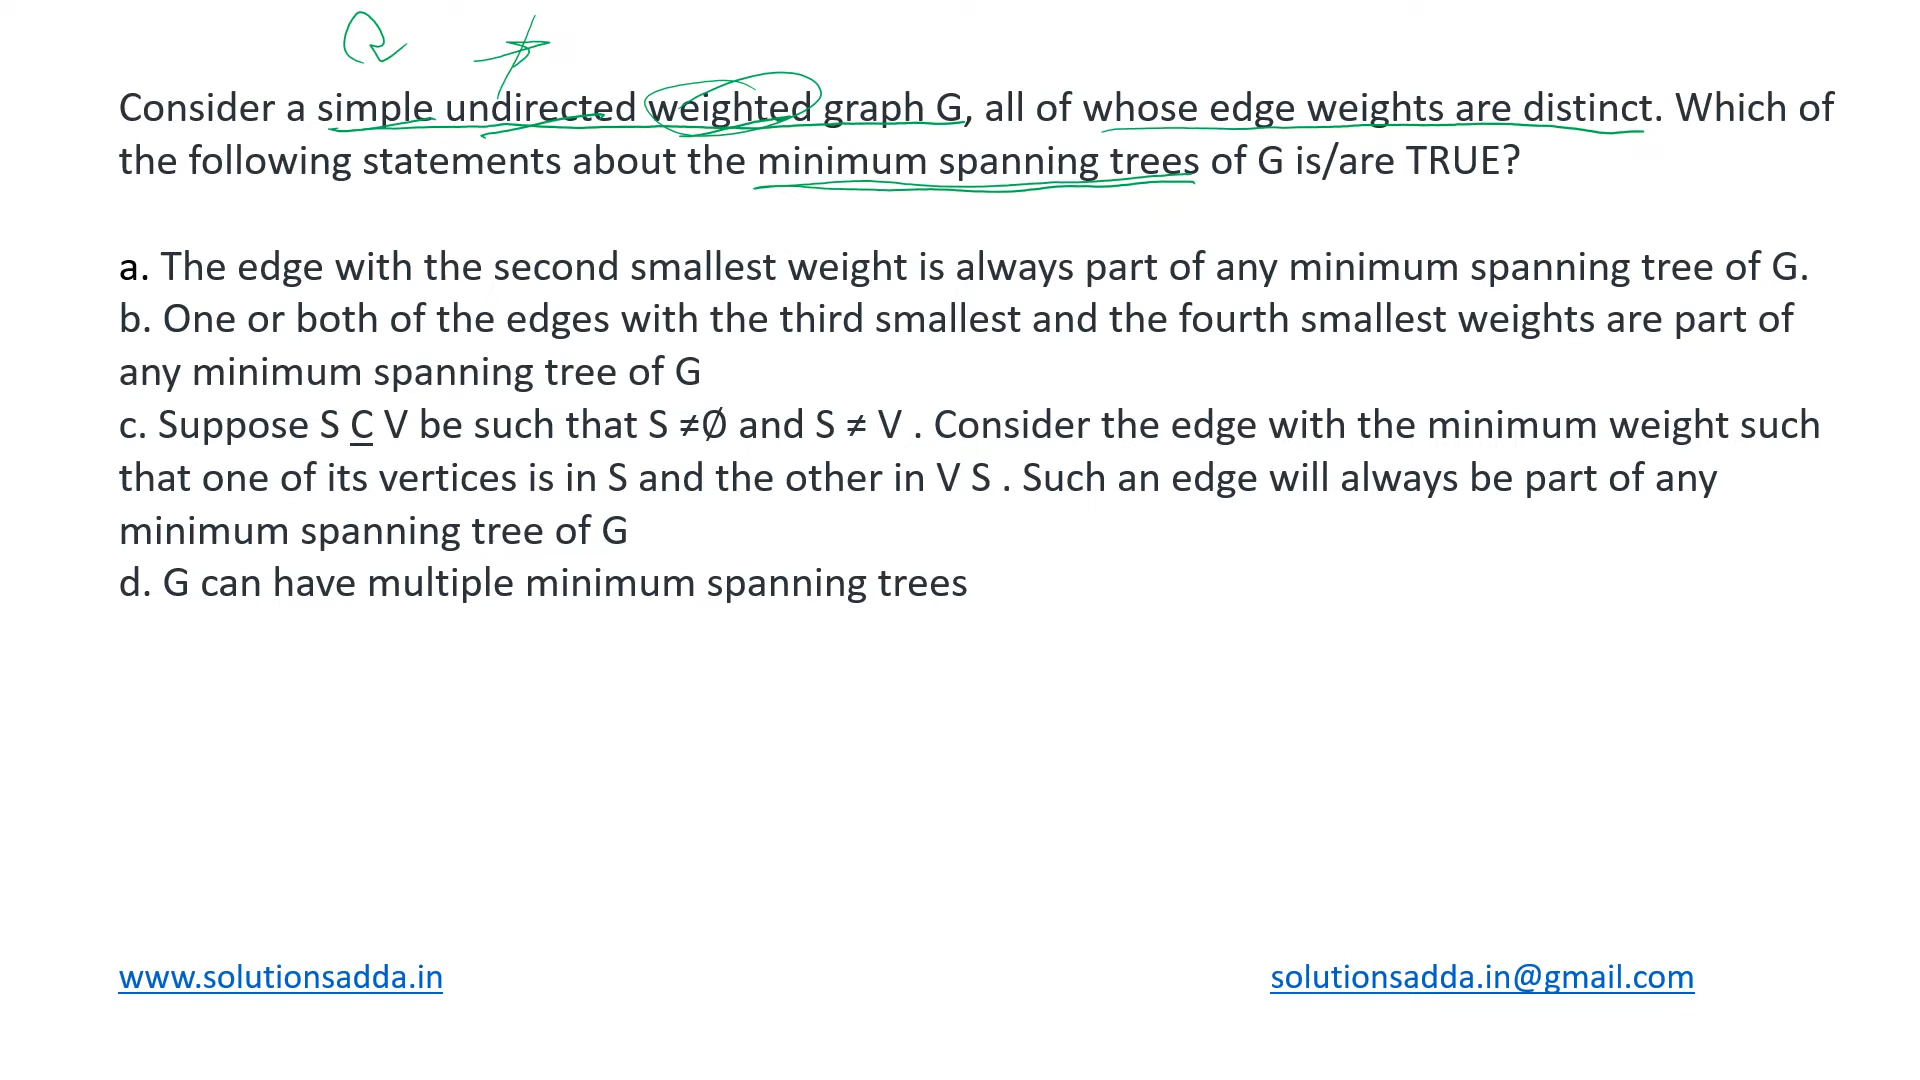 Consider a simple undirected weighted graph G, all of whose edge weights are distinct. Which of
the following statements about the minimum spanning trees of G is/are TRUE?
a. The edge with the second smallest weight is always part of any minimum spanning tree of G.
b. One or both of the edges with the third smallest and the fourth smallest weights are part of
any minimum spanning tree of G
c. Suppose S C V be such that S ≠∅ and S ≠ V . Consider the edge with the minimum weight such
that one of its vertices is in S and the other in V S . Such an edge will always be part of any
minimum spanning tree of G
d. G can have multiple minimum spanning trees
www.solutionsadda.in
solutionsadda.in@gmail.com